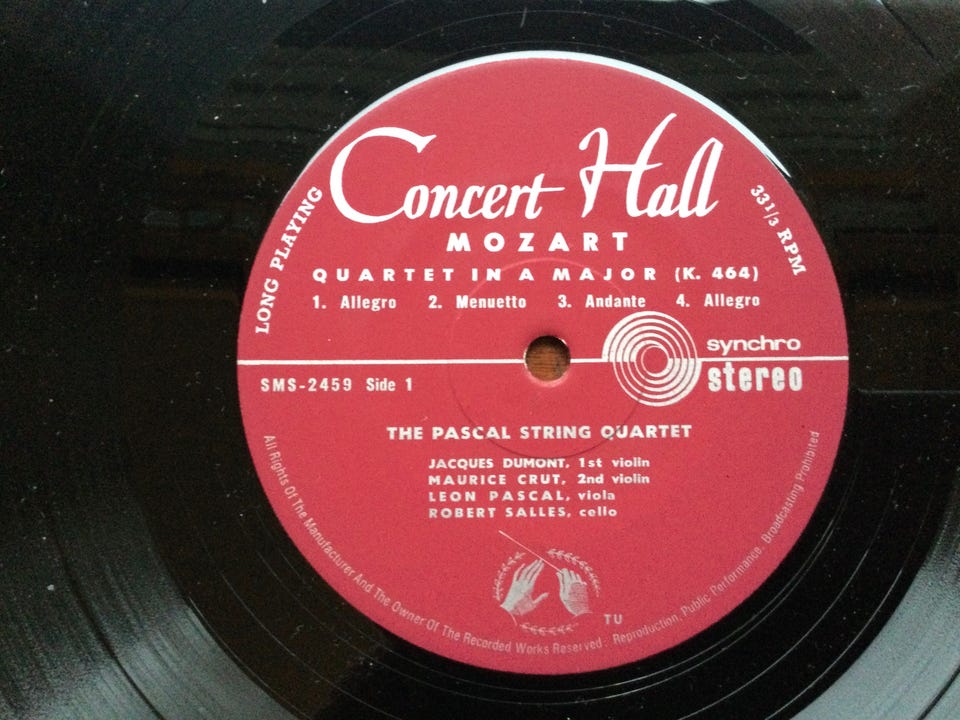 Concert Hall
LONG PLAYING
33 1/3 RPM
MOZART
QUARTET IN A MAJOR (K. 464)
1. Allegro 2. Menuetto 3. Andante 4. Allegro
synchro
stereo
SMS-2459 Side 1
THE PASCAL STRING QUARTET
JACQUES DUMONT, 1st violin
MAURICE CRUT, 2nd violin
LEON PASCAL, viola
ROBERT SALLES, cello
TU
All Rights Of The Manufacturer And The Owner Of The Recorded Works Reserved. Reproduction, Public Performance, Broadcasting Prohibited